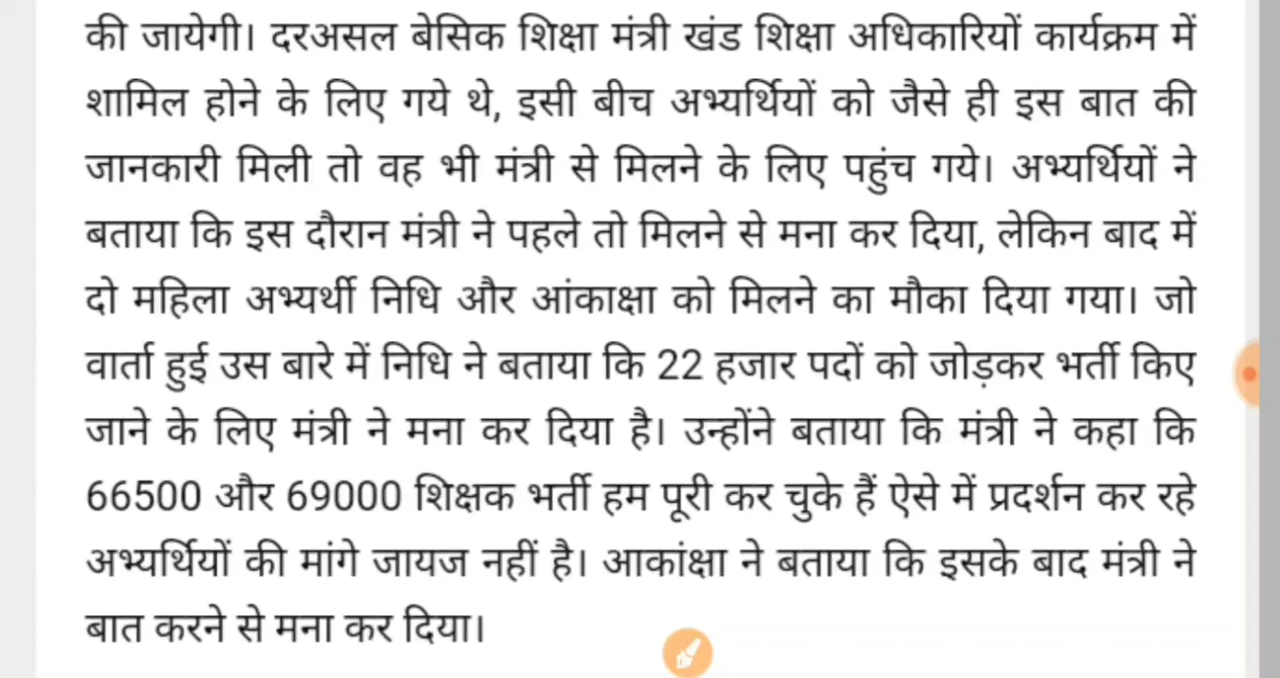 की जायेगी। दरअसल बेसिक शिक्षा मंत्री खंड शिक्षा अधिकारियों कार्यक्रम में
शामिल होने के लिए गये थे, इसी बीच अभ्यर्थियों को जैसे ही इस बात की
जानकारी मिली तो वह भी मंत्री से मिलने के लिए पहुंच गये। अभ्यर्थियों ने
बताया कि इस दौरान मंत्री ने पहले तो मिलने से मना कर दिया, लेकिन बाद में
दो महिला अभ्यर्थी निधि और आंकाक्षा को मिलने का मौका दिया गया। जो
वार्ता हुई उस बारे में निधि ने बताया कि 22 हजार पदों को जोड़कर भर्ती किए
जाने के लिए मंत्री ने मना कर दिया है। उन्होंने बताया कि मंत्री ने कहा कि
66500 और 69000 शिक्षक भर्ती हम पूरी कर चुके हैं ऐसे में प्रदर्शन कर रहे
अभ्यर्थियों की मांगे जायज नहीं है। आकांक्षा ने बताया कि इसके बाद मंत्री ने
बात करने से मना कर दिया।